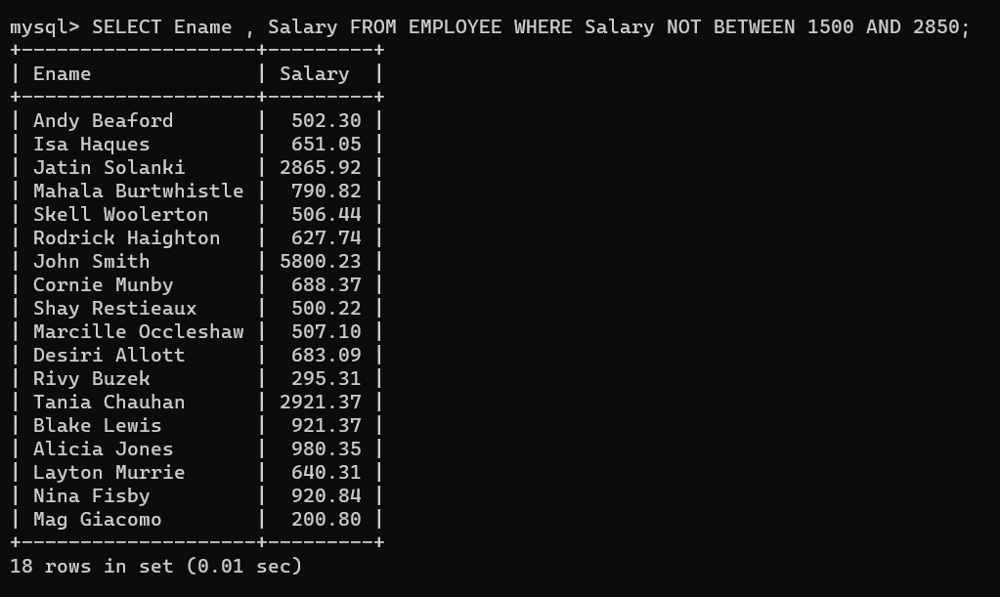 mysql> SELECT Ename , Salary FROM EMPLOYEE WHERE Salary NOT BETWEEN 1500 AND 2850;
+--------------------+---------+
| Ename              | Salary  |
+--------------------+---------+
| Andy Beaford       |  502.30 |
| Isa Haques         |  651.05 |
| Jatin Solanki      | 2865.92 |
| Mahala Burtwhistle |  790.82 |
| Skell Woolerton    |  506.44 |
| Rodrick Haighton   |  627.74 |
| John Smith         | 5800.23 |
| Cornie Munby       |  688.37 |
| Shay Restieaux     |  500.22 |
| Marcille Occleshaw |  507.10 |
| Desiri Allott      |  683.09 |
| Rivy Buzek         |  295.31 |
| Tania Chauhan      | 2921.37 |
| Blake Lewis        |  921.37 |
| Alicia Jones       |  980.35 |
| Layton Murrie      |  640.31 |
| Nina Fisby         |  920.84 |
| Mag Giacomo        |  200.80 |
+--------------------+---------+
18 rows in set (0.01 sec)